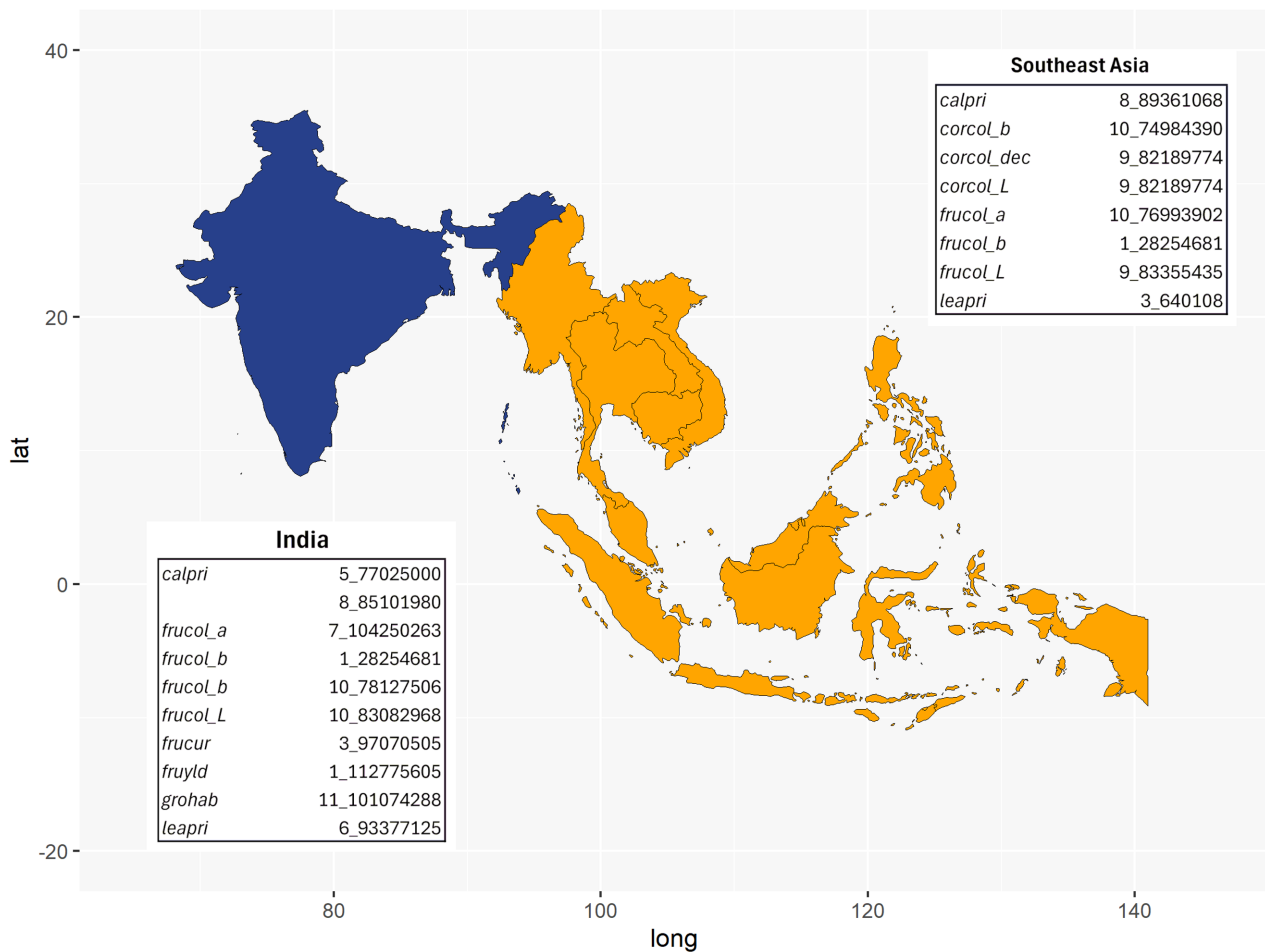 40
20
0
-20
lat
80
100
120
140
long
Southeast Asia
calpri 8_89361068
corcol_b 10_74984390
corcol_dec 9_82189774
corcol_L 9_82189774
frucol_a 10_76993902
frucol_b 1_28254681
frucol_L 9_83355435
leapri 3_640108
India
calpri 5_77025000
8_85101980
frucol_a 7_104250263
frucol_b 1_28254681
frucol_b 10_78127506
frucol_L 10_83082968
frucur 3_97070505
fruyld 1_112775605
grohab 11_101074288
leapri 6_93377125